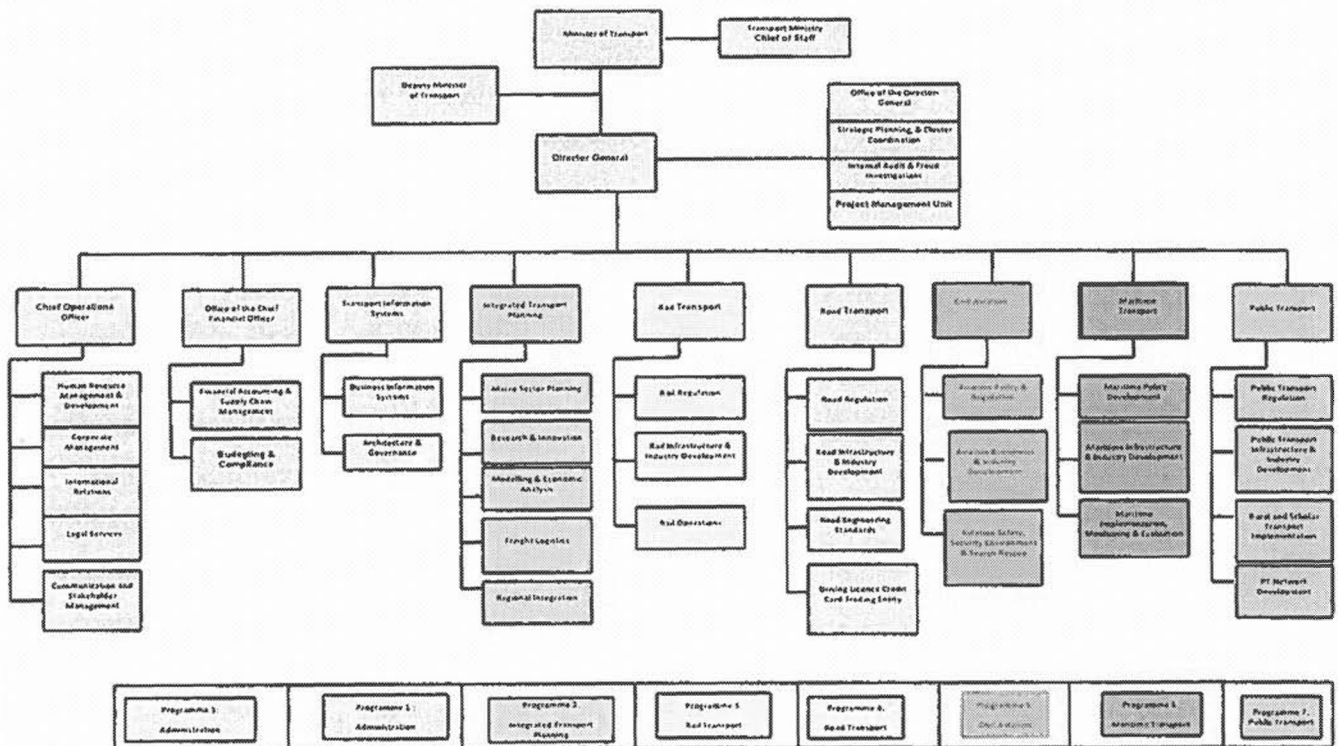 Minister of Transport
Transport Ministry
Chief of Staff
Deputy Minister
of Transport
Office of the Director
General
Strategic Planning, & Cluster
Coordination
Director General
Internal Audit & Fraud
Investigations
Project Management Unit
Chief Operations
Officer
Office of the Chief
Financial Officer
Transport Information
Systems
Integrated Transport
Planning
Rail Transport
Road Transport
Civil Aviation
Maritime
Transport
Public Transport
Human Resource
Management &
Development
Corporate
Management
International
Relations
Legal Services
Communication and
Stakeholder
Management
Financial Accounting &
Supply Chain
Management
Budgeting &
Compliance
Business Information
Systems
Architecture &
Governance
Macro Sector Planning
Research & Innovation
Modelling & Economic
Analysis
Freight Logistics
Regional Integration
Rail Regulation
Rail Infrastructure &
Industry Development
Rail Operations
Road Regulation
Road Infrastructure
& Industry
Development
Road Engineering
Standards
Driving Licence Credit
Card Trading Entity
Aviation Policy &
Regulation
Aviation Economics
& Industry
Development
Aviation Safety,
Security Environment
& Search Rescue
Maritime Policy
Development
Maritime Infrastructure
& Industry Development
Maritime
Implementation,
Monitoring & Evaluation
Public Transport
Regulation
Public Transport
Infrastructure &
Industry
Development
Rural and Scholar
Transport
Implementation
PT Network
Development
Programme
Administration
Programme
Administration
Programme 2,
Integrated Transport
Planning
Programme
Rail Transport
Programme
Road Transport
Programme
Civil Aviation
Programme
Maritime Transport
Programme 7,
Public Transport